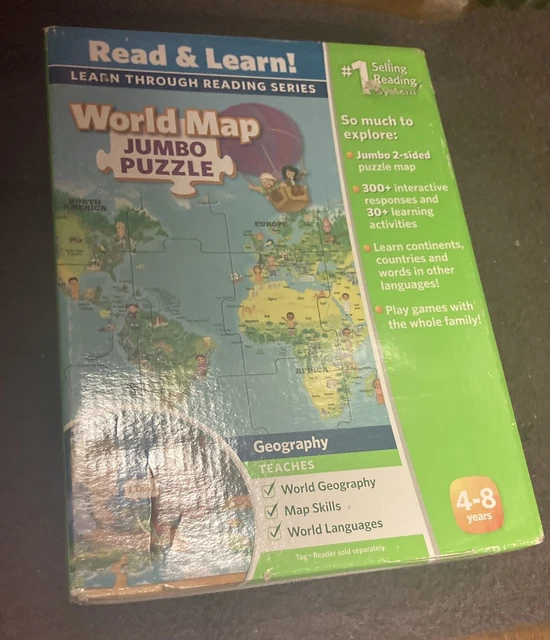 Read & Learn!
LEARN THROUGH READING SERIES
World Map
JUMBO
PUZZLE
NORTH
AMERICA
EUROPE
AFRICA
#1 Selling
Reading
System
So much to
explore:
Jumbo 2-sided
puzzle map
300+ interactive
responses and
30+ learning
activities
Learn continents,
countries and
words in other
languages!
Play games with
the whole family!
Geography
TEACHES
World Geography
Map Skills
World Languages
Tag Reader sold separately.
4-8
years